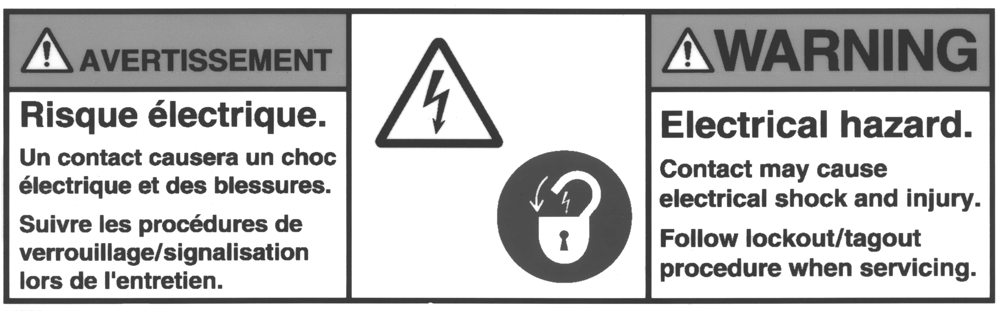 AVERTISSEMENT
Risque électrique.
Un contact causera un choc
électrique et des blessures.
Suivre les procédures de
verrouillage/signalisation
lors de l'entretien.
WARNING
Electrical hazard.
Contact may cause
electrical shock and injury.
Follow lockout/tagout
procedure when servicing.